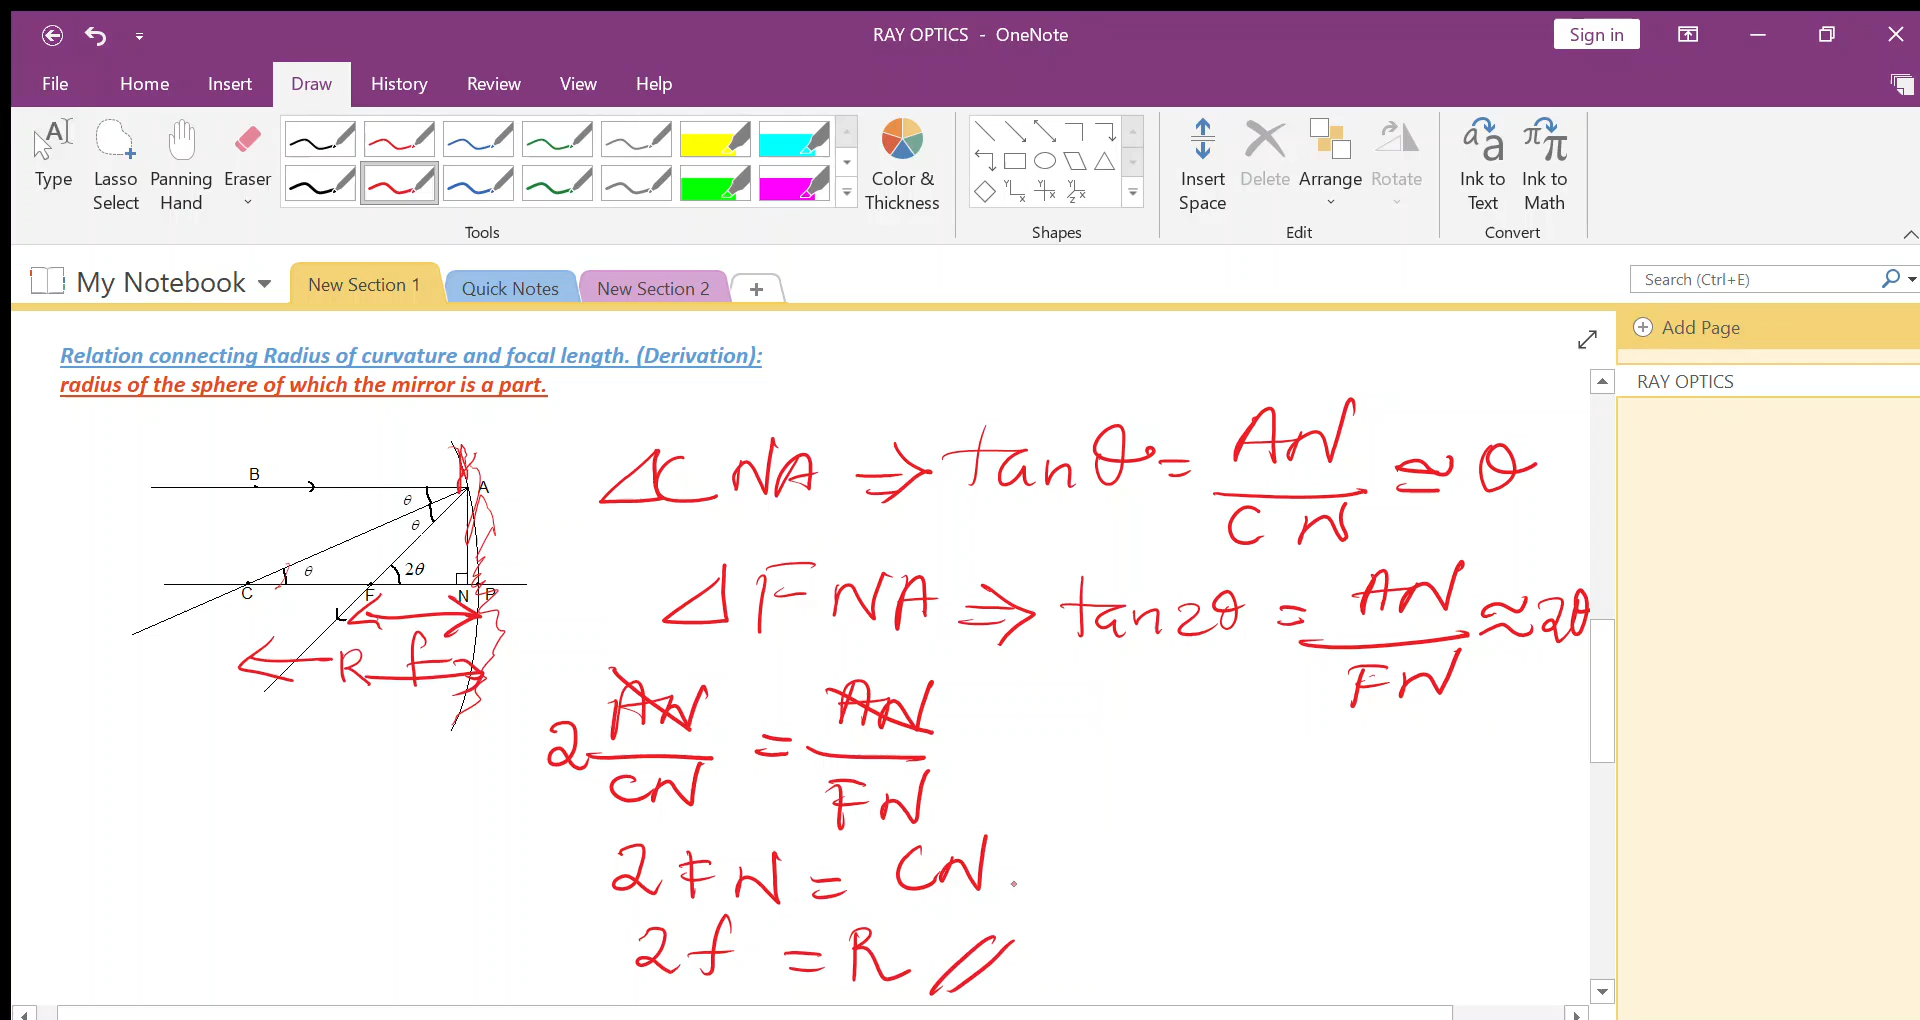 RAY OPTICS - OneNote
Sign in
File Home Insert Draw History Review View Help
Type
Lasso Select
Panning Hand
Eraser
Color & Thickness
Insert Space
Delete
Arrange
Rotate
Ink to Text
Ink to Math
Tools Shapes Edit Convert
My Notebook New Section 1 Quick Notes New Section 2 +
Search (Ctrl+E)
Add Page
RAY OPTICS
Relation connecting Radius of curvature and focal length. (Derivation):
radius of the sphere of which the mirror is a part.
B
A
θ
θ
θ
2θ
C F N P
f
R
△CNA ⇒ tanθ = AN / CN ≃ θ
△FNA ⇒ tan2θ = AN / FN ≈ 2θ
2 AN / CN = AN / FN
2FN = CN.
2f = R //